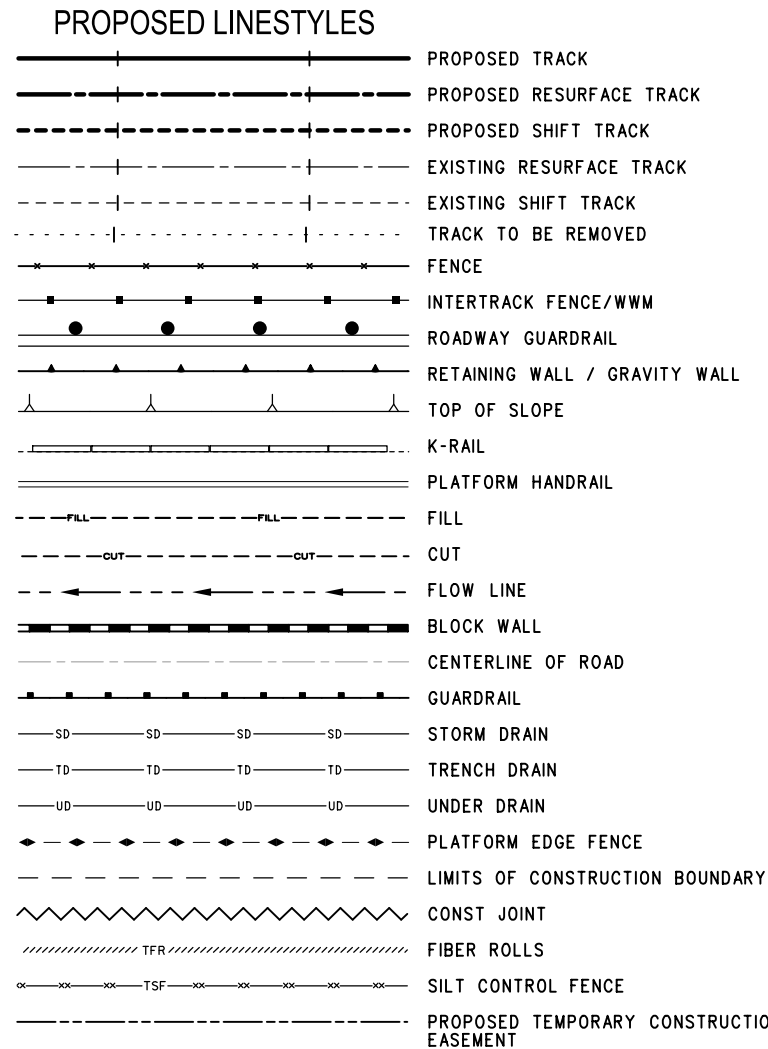 PROPOSED LINESTYLES
PROPOSED TRACK
PROPOSED RESURFACE TRACK
PROPOSED SHIFT TRACK
EXISTING RESURFACE TRACK
EXISTING SHIFT TRACK
TRACK TO BE REMOVED
FENCE
INTERTRACK FENCE/WWM
ROADWAY GUARDRAIL
RETAINING WALL / GRAVITY WALL
TOP OF SLOPE
K-RAIL
PLATFORM HANDRAIL
FILL FILL FILL
CUT CUT CUT
FLOW LINE
BLOCK WALL
CENTERLINE OF ROAD
GUARDRAIL
SD SD SD SD STORM DRAIN
TD TD TD TD TRENCH DRAIN
UD UD UD UD UNDER DRAIN
PLATFORM EDGE FENCE
LIMITS OF CONSTRUCTION BOUNDARY
CONST JOINT
TFR FIBER ROLLS
TSF SILT CONTROL FENCE
PROPOSED TEMPORARY CONSTRUCTIO
EASEMENT